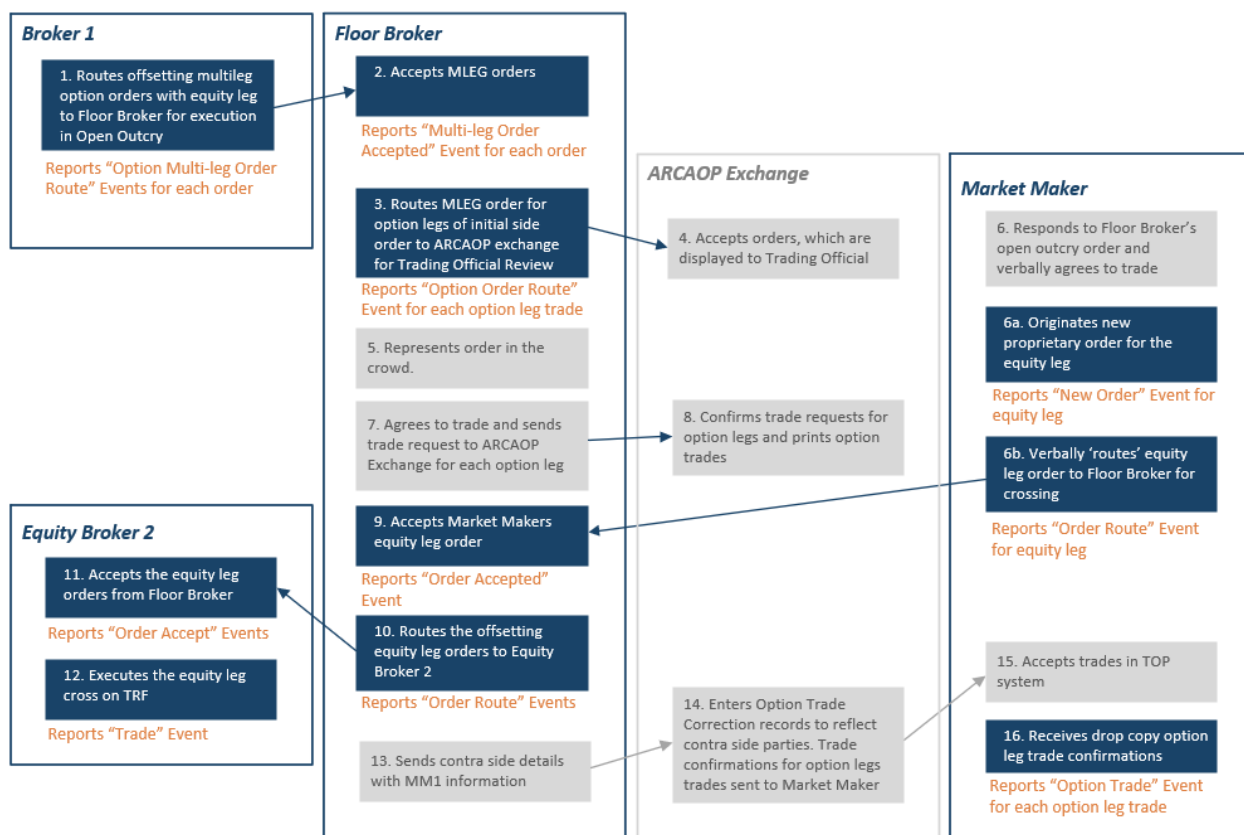 Broker 1
1. Routes offsetting multileg
option orders with equity leg
to Floor Broker for execution
in Open Outcry
Reports “Option Multi-leg Order
Route” Events for each order
Floor Broker
2. Accepts MLEG orders
Reports “Multi-leg Order
Accepted” Event for each order
3. Routes MLEG order for
option legs of initial side
order to ARCAOP exchange
for Trading Official Review
Reports “Option Order Route”
Event for each option leg trade
5. Represents order in the
crowd.
7. Agrees to trade and sends
trade request to ARCAOP
Exchange for each option leg
9. Accepts Market Makers
equity leg order
Reports “Order Accepted”
Event
10. Routes the offsetting
equity leg orders to Equity
Broker 2
Reports “Order Route” Events
13. Sends contra side details
with MM1 information
ARCAOP Exchange
4. Accepts orders, which are
displayed to Trading Official
8. Confirms trade requests for
option legs and prints option
trades
14. Enters Option Trade
Correction records to reflect
contra side parties. Trade
confirmations for option legs
trades sent to Market Maker
Market Maker
6. Responds to Floor Broker’s
open outcry order and
verbally agrees to trade
6a. Originates new
proprietary order for the
equity leg
Reports “New Order” Event for
equity leg
6b. Verbally ‘routes’ equity
leg order to Floor Broker for
crossing
Reports “Order Route” Event
for equity leg
15. Accepts trades in TOP
system
16. Receives drop copy option
leg trade confirmations
Reports “Option Trade” Event
for each option leg trade
Equity Broker 2
11. Accepts the equity leg
orders from Floor Broker
Reports “Order Accept” Events
12. Executes the equity leg
cross on TRF
Reports “Trade” Event